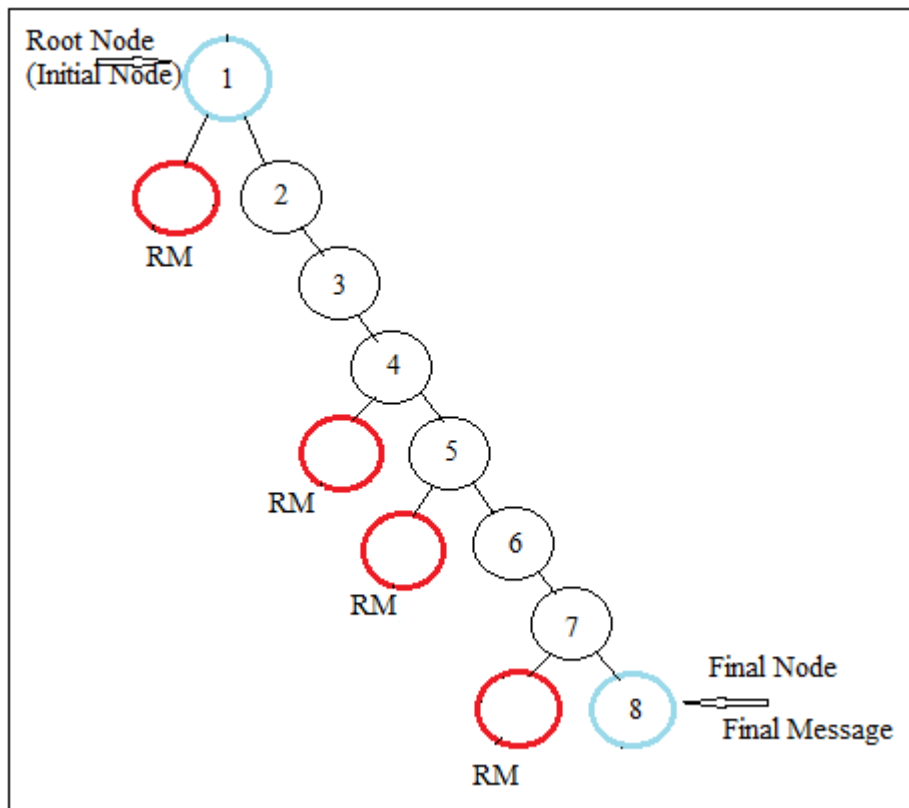 Root Node
(Initial Node)
1
2
RM
3
4
5
RM
6
RM
7
Final Node
8
Final Message
RM